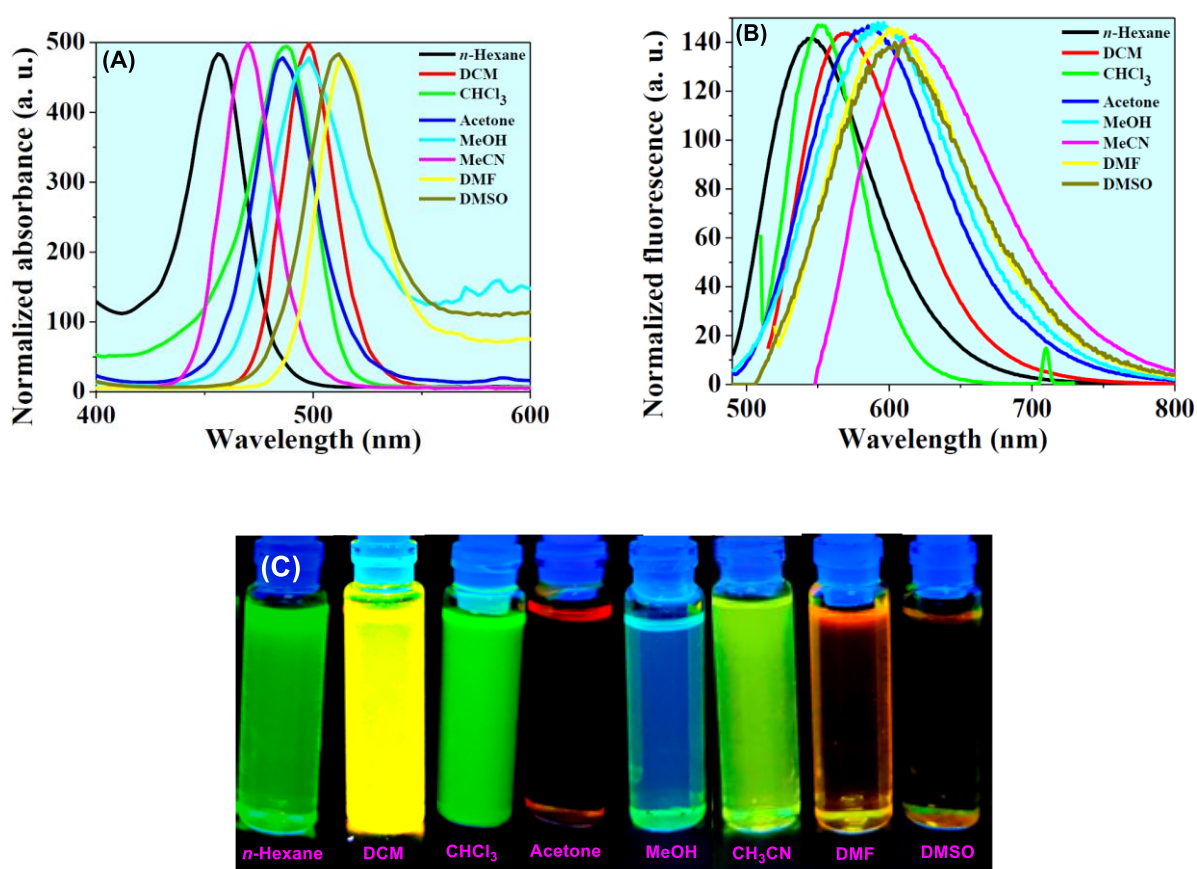 (A)
500
400
300
200
100
0
400
500
600
Normalized absorbance (a. u.)
Wavelength (nm)
n-Hexane
DCM
CHCl₃
Acetone
MeOH
MeCN
DMF
DMSO
(B)
140
120
100
80
60
40
20
0
500
600
700
800
Normalized fluorescence (a. u.)
Wavelength (nm)
n-Hexane
DCM
CHCl₃
Acetone
MeOH
MeCN
DMF
DMSO
(C)
n-Hexane DCM CHCl₃ Acetone MeOH CH₃CN DMF DMSO